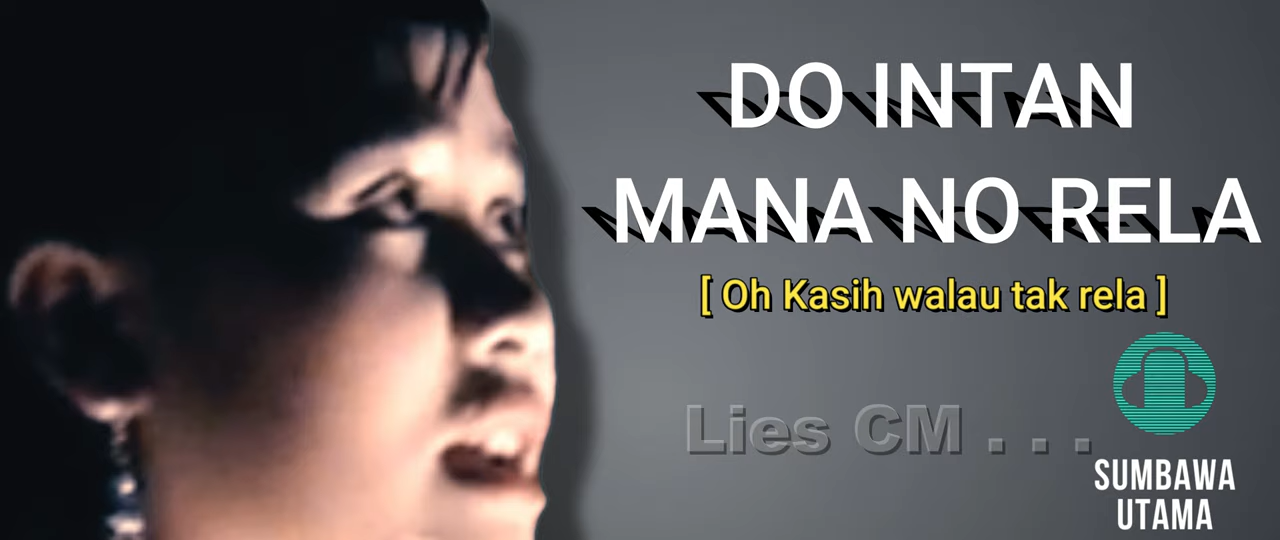 DO INTAN
MANA NO RELA
[ Oh Kasih walau tak rela ]
Lies CM . . .
SUMBAWA
UTAMA